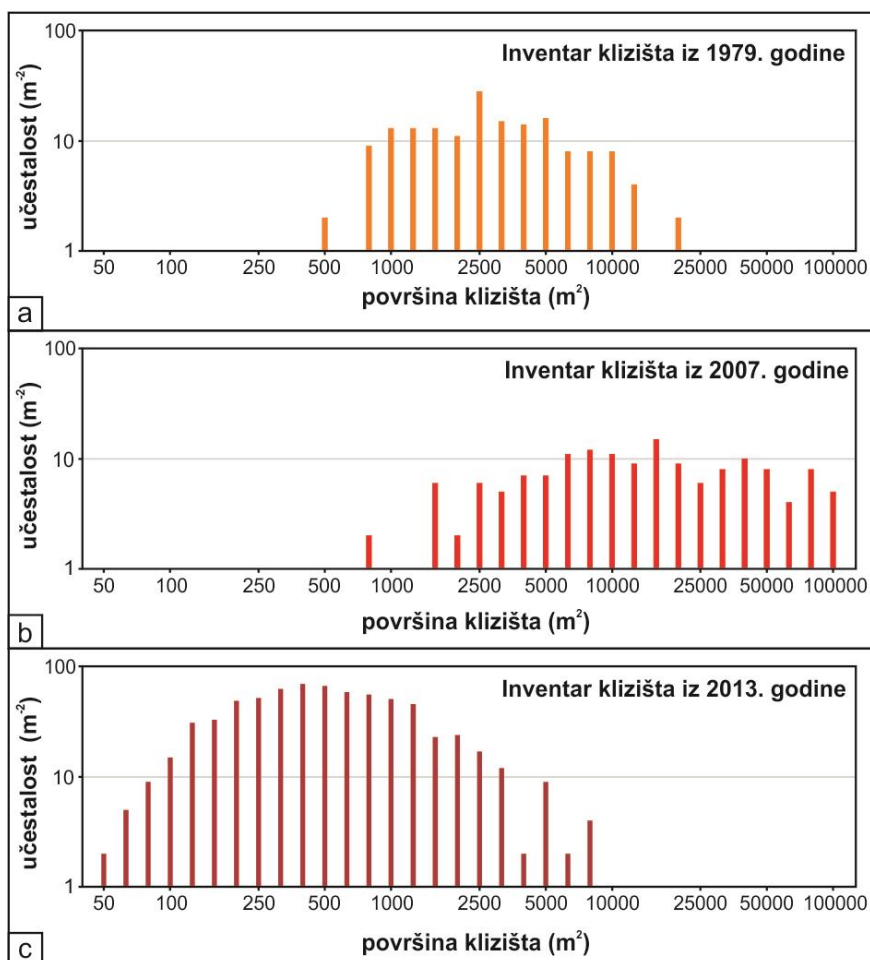 100
Inventar klizišta iz 1979. godine
učestalost (m⁻²)
10
1
50 100 250 500 1000 2500 5000 10000 25000 50000 100000
površina klizišta (m²)
a
100
Inventar klizišta iz 2007. godine
učestalost (m⁻²)
10
1
50 100 250 500 1000 2500 5000 10000 25000 50000 100000
površina klizišta (m²)
b
100
Inventar klizišta iz 2013. godine
učestalost (m⁻²)
10
1
50 100 250 500 1000 2500 5000 10000 25000 50000 100000
površina klizišta (m²)
c